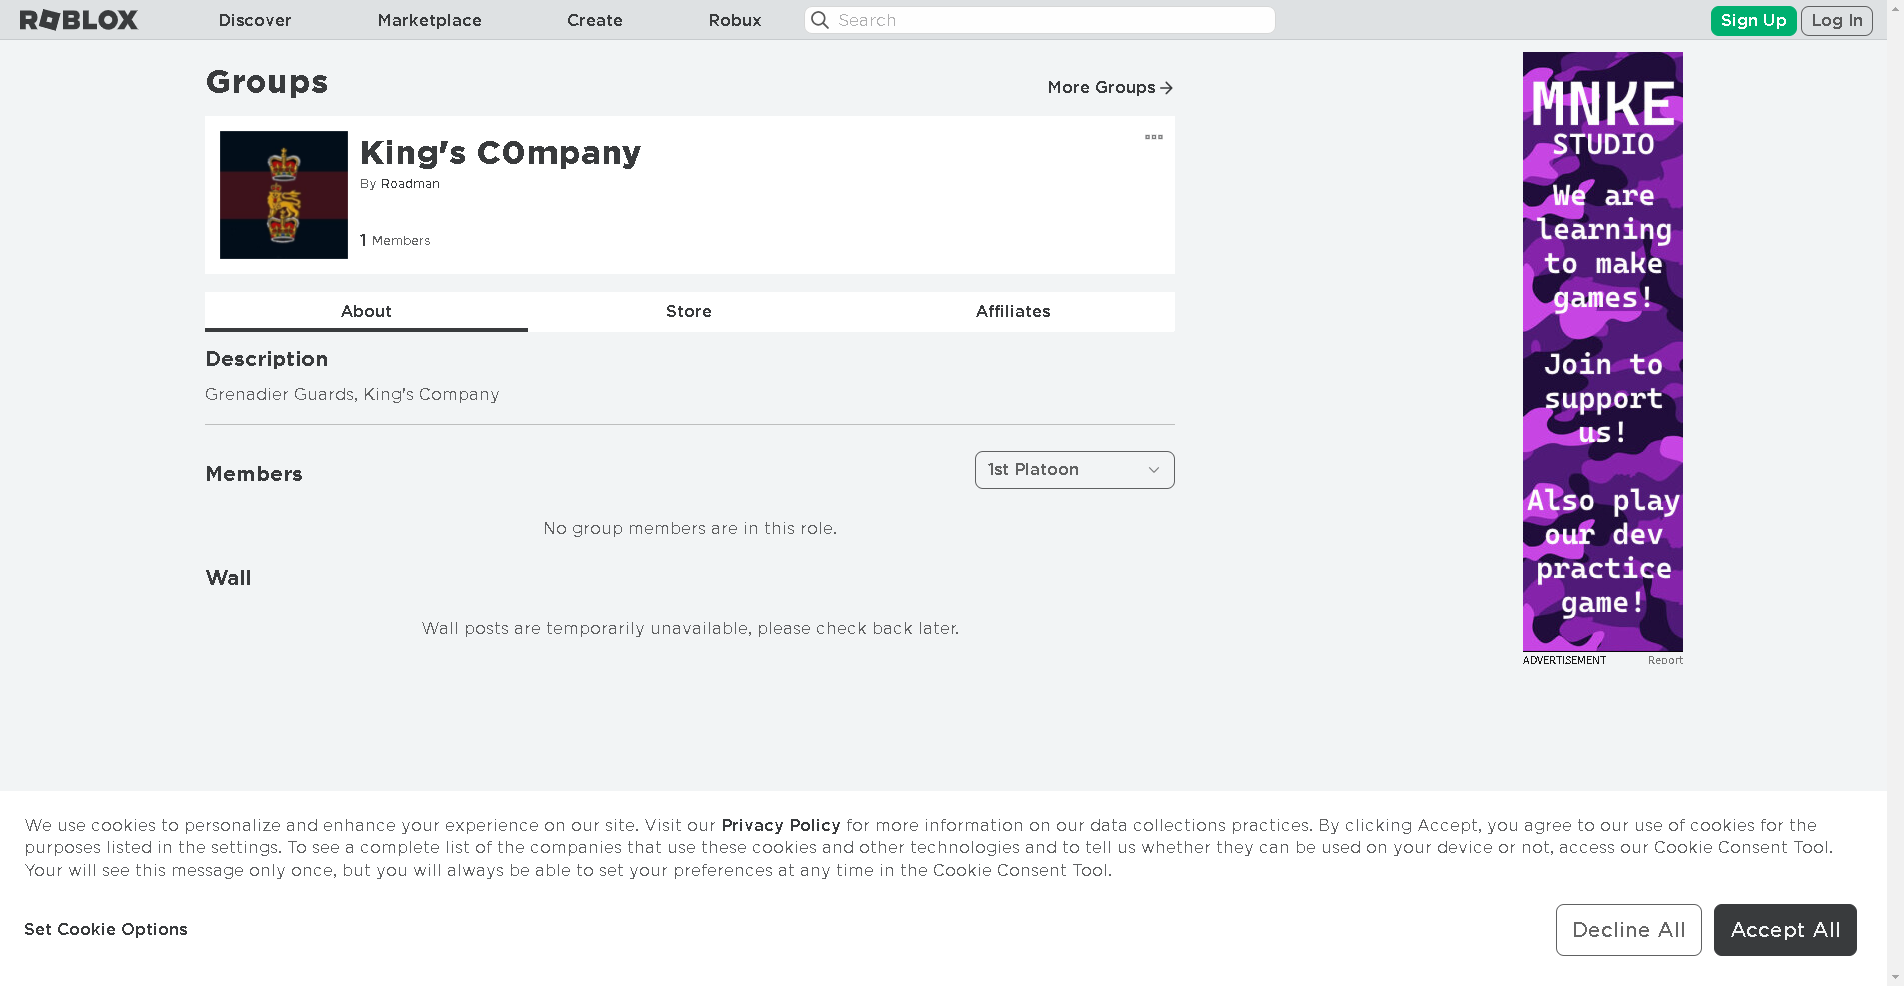 ROBLOX
Discover
Marketplace
Create
Robux
Search
Sign Up
Log In
Groups
More Groups
King's C0mpany
By Roadman
1 Members
About
Store
Affiliates
Description
Grenadier Guards, King's Company
Members
1st Platoon
No group members are in this role.
Wall
Wall posts are temporarily unavailable, please check back later.
MNKE
STUDIO
We are
learning
to make
games!
Join to
support
us!
Also play
our dev
practice
game!
ADVERTISEMENT
Report
We use cookies to personalize and enhance your experience on our site. Visit our Privacy Policy for more information on our data collections practices. By clicking Accept, you agree to our use of cookies for the
purposes listed in the settings. To see a complete list of the companies that use these cookies and other technologies and to tell us whether they can be used on your device or not, access our Cookie Consent Tool.
Your will see this message only once, but you will always be able to set your preferences at any time in the Cookie Consent Tool.
Set Cookie Options
Decline All
Accept All